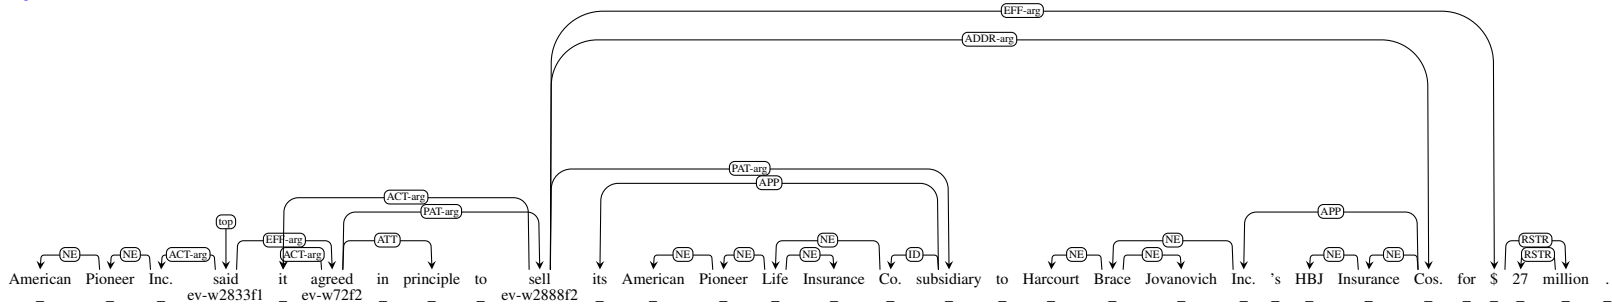 EFF-arg
ADDR-arg
PAT-arg
APP
ACT-arg
PAT-arg
top
APP
EFF-arg ATT NE NE RSTR
NE NE ACT-arg ACT-arg NE NE NE ID NE NE NE NE RSTR
American Pioneer Inc. said it agreed in principle to sell its American Pioneer Life Insurance Co. subsidiary to Harcourt Brace Jovanovich Inc. 's HBJ Insurance Cos. for $ 27 million .
ev-w2833f1 ev-w72f2 ev-w2888f2
_ _ _ _ _ _ _ _ _ _ _ _ _ _ _ _ _ _ _ _ _ _ _ _ _ _ _ _